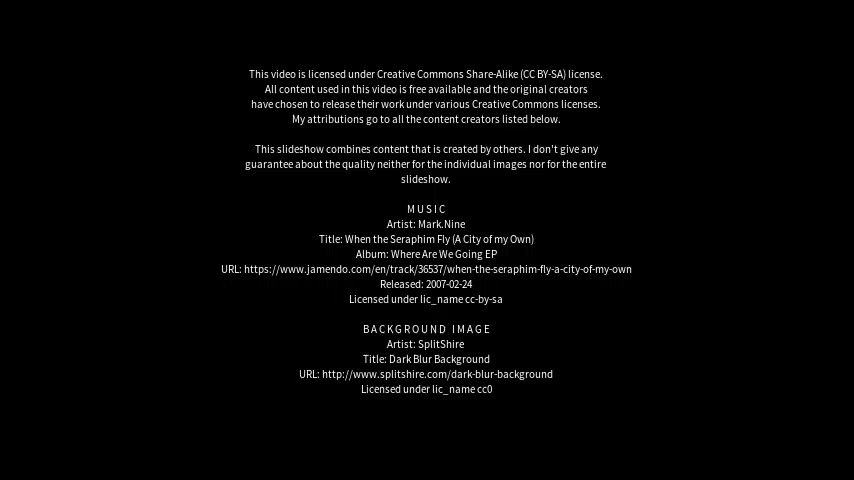 This video is licensed under Creative Commons Share-Alike (CC BY-SA) license.
All content used in this video is free available and the original creators
have chosen to release their work under various Creative Commons licenses.
My attributions go to all the content creators listed below.
This slideshow combines content that is created by others. I don't give any
guarantee about the quality neither for the individual images nor for the entire
slideshow.
MUSIC
Artist: Mark.Nine
Title: When the Seraphim Fly (A City of my Own)
Album: Where Are We Going EP
URL: https://www.jamendo.com/en/track/36537/when-the-seraphim-fly-a-city-of-my-own
Released: 2007-02-24
Licensed under lic_name cc-by-sa
BACKGROUND IMAGE
Artist: SplitShire
Title: Dark Blur Background
URL: http://www.splitshire.com/dark-blur-background
Licensed under lic_name cc0